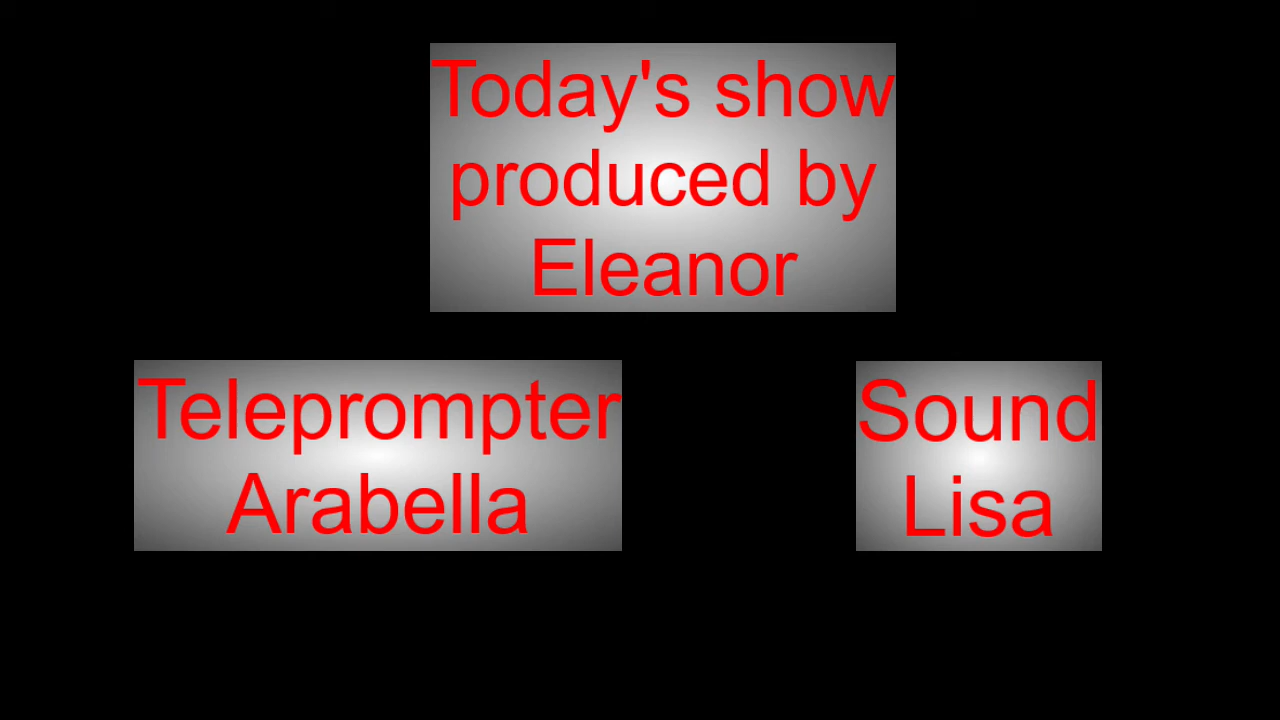 Today's show
produced by
Eleanor
Teleprompter
Arabella
Sound
Lisa